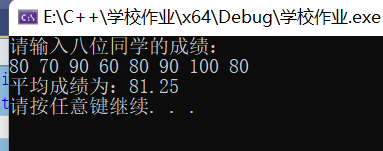 E:\C++\学校作业\x64\Debug\学校作业.exe
请输入八位同学的成绩：
80 70 90 60 80 90 100 80
平均成绩为：81.25
请按任意键继续. . .